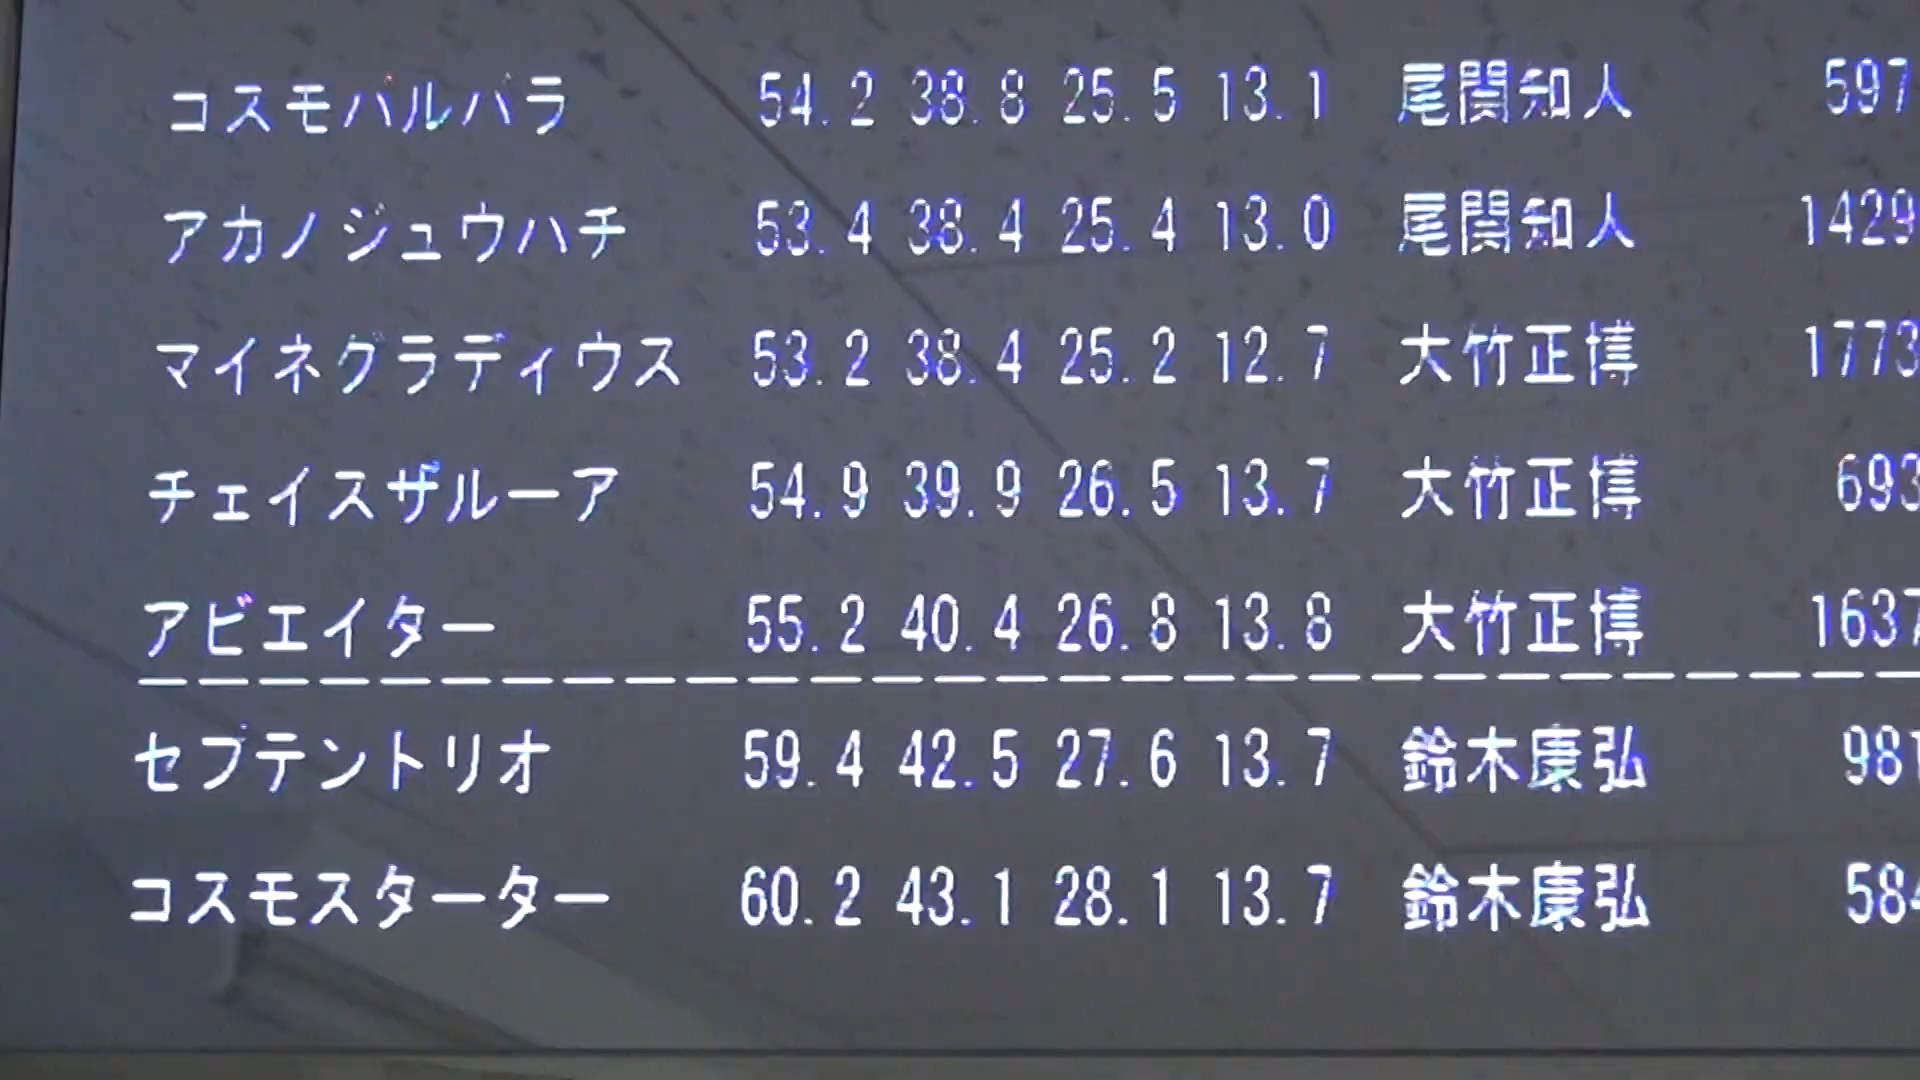 コスモバルバラ 54.2 38.8 25.5 13.1 尾関知人 597
アカノジュウハチ 53.4 38.4 25.4 13.0 尾関知人 1429
マイネグラディウス 53.2 38.4 25.2 12.7 大竹正博 1773
チェイスザルーア 54.9 39.9 26.5 13.7 大竹正博 693
アビエイター 55.2 40.4 26.8 13.8 大竹正博 1637
セプテントリオ 59.4 42.5 27.6 13.7 鈴木康弘 981
コスモスターター 60.2 43.1 28.1 13.7 鈴木康弘 584